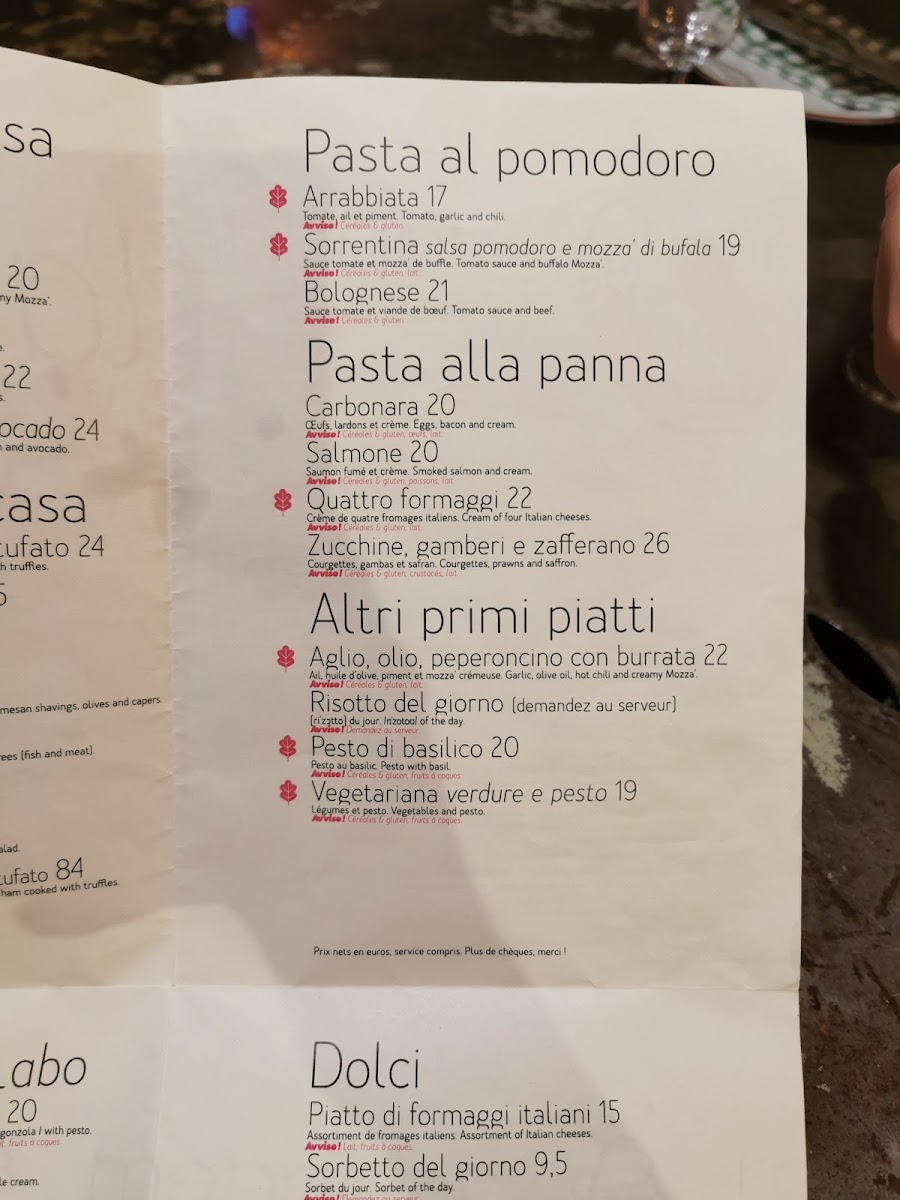 sa
20
my Mozza'.
22
ocado 24
and avocado.
casa
tufato 24
h truffles.
5
mesan shavings, olives and capers.
rees (fish and meat).
alad.
tufato 84
ham cooked with truffles.
Labo
20
gonzola / with pesto.
it, fruits à coques.
le cream.
Pasta al pomodoro
Arrabbiata 17
Tomate, ail et piment. Tomato, garlic and chili.
Avviso! Céréales & gluten.
Sorrentina salsa pomodoro e mozza' di bufala 19
Sauce tomate et mozza' de buffle. Tomato sauce and buffalo Mozza'.
Avviso! Céréales & gluten, lait.
Bolognese 21
Sauce tomate et viande de bœuf. Tomato sauce and beef.
Avviso! Céréales & gluten.
Pasta alla panna
Carbonara 20
Œufs, lardons et crème. Eggs, bacon and cream.
Avviso! Céréales & gluten, œufs, lait.
Salmone 20
Saumon fumé et crème. Smoked salmon and cream.
Avviso! Céréales & gluten, poissons, lait.
Quattro formaggi 22
Crème de quatre fromages italiens. Cream of four Italian cheeses.
Avviso! Céréales & gluten, lait.
Zucchine, gamberi e zafferano 26
Courgettes, gambas et safran. Courgettes, prawns and saffron.
Avviso! Céréales & gluten, crustacés, lait.
Altri primi piatti
Aglio, olio, peperoncino con burrata 22
Ail, huile d'olive, piment et mozza' crémeuse. Garlic, olive oil, hot chili and creamy Mozza'.
Avviso! Céréales & gluten, lait.
Risotto del giorno (demandez au serveur)
[riˈzɔtto] du jour. of the day.
Avviso! Demandez au serveur.
Pesto di basilico 20
Pesto au basilic. Pesto with basil.
Avviso! Céréales & gluten, fruits à coques.
Vegetariana verdure e pesto 19
Légumes et pesto. Vegetables and pesto.
Avviso! Céréales & gluten, fruits à coques.
Prix nets en euros, service compris. Plus de chèques, merci !
Dolci
Piatto di formaggi italiani 15
Assortiment de fromages italiens. Assortment of Italian cheeses.
Avviso! Lait, fruits à coques.
Sorbetto del giorno 9,5
Sorbet du jour. Sorbet of the day.
Avviso! Demandez au serveur.